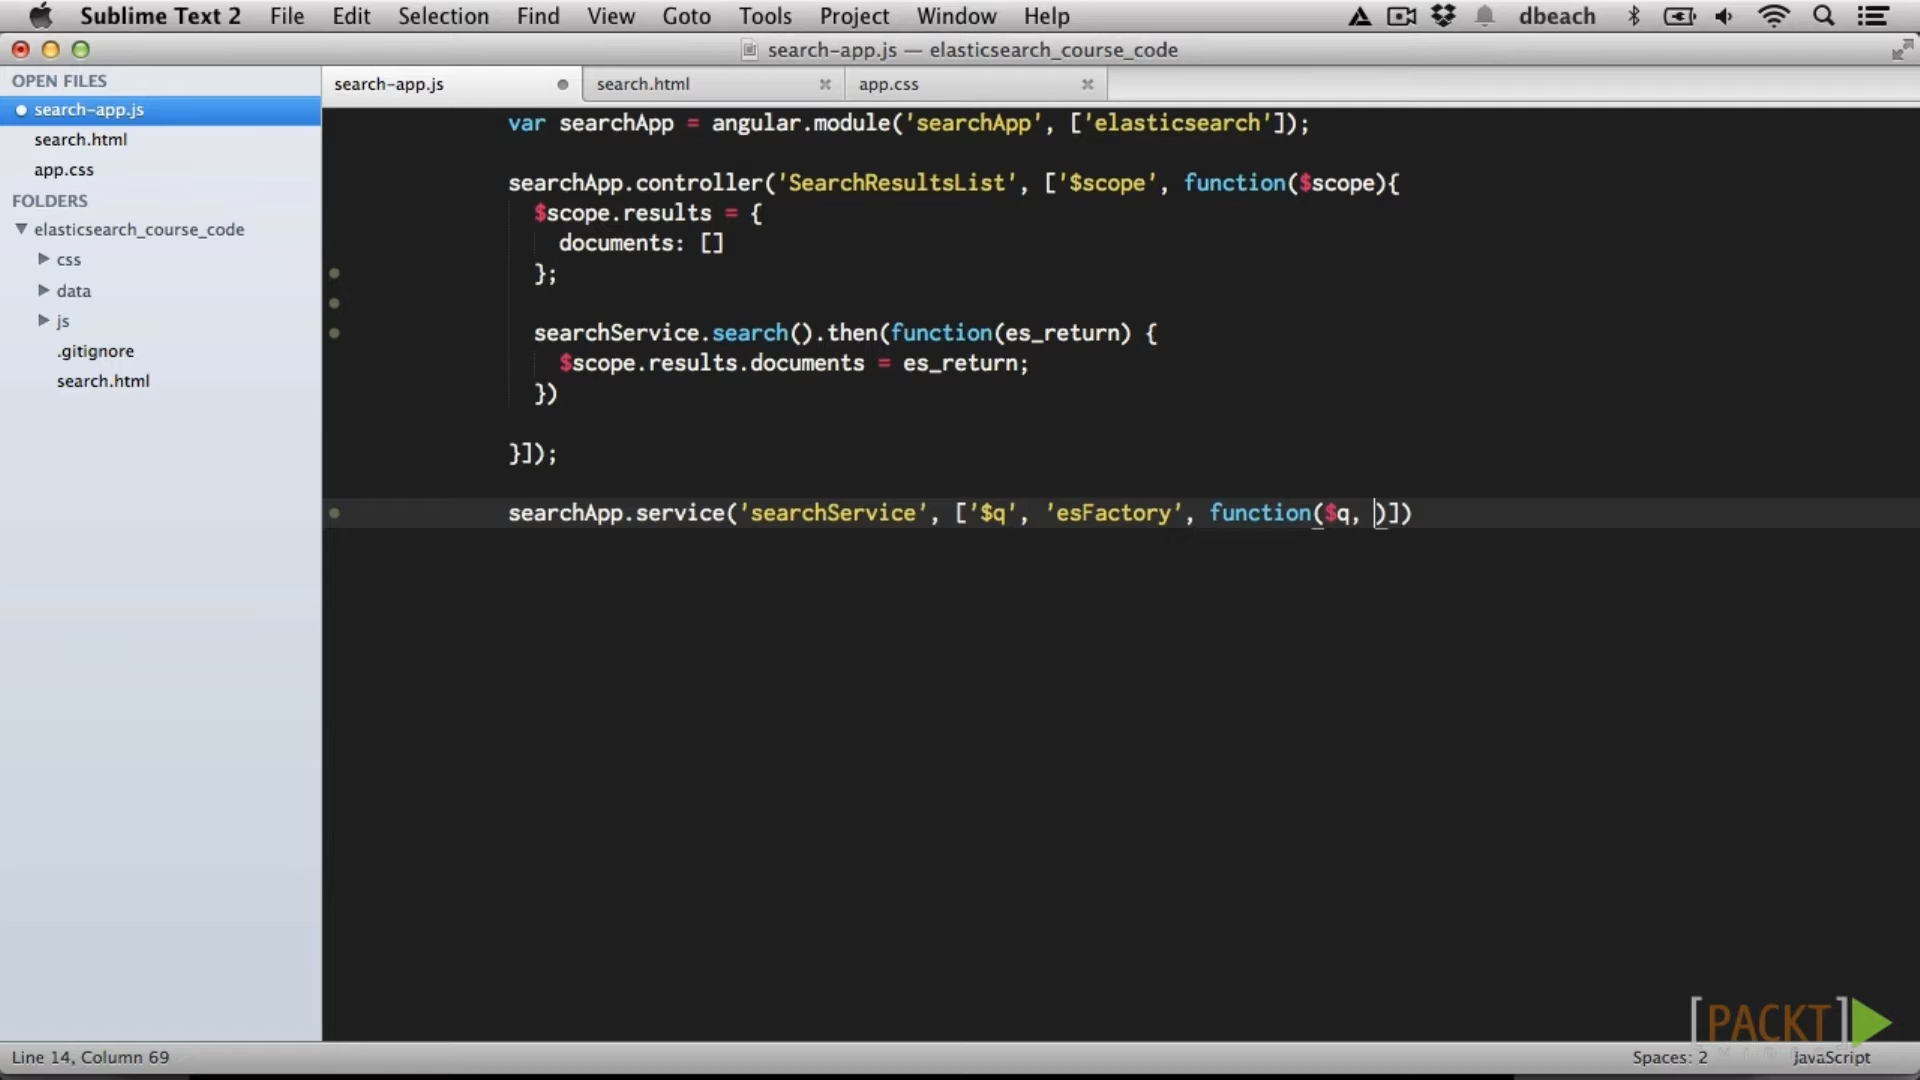 Sublime Text 2 File Edit Selection Find View Goto Tools Project Window Help dbeach
search-app.js — elasticsearch_course_code
OPEN FILES
search-app.js search.html app.css
search-app.js
search.html
app.css
FOLDERS
elasticsearch_course_code
css
data
js
.gitignore
search.html
var searchApp = angular.module('searchApp', ['elasticsearch']);
searchApp.controller('SearchResultsList', ['$scope', function($scope){
$scope.results = {
documents: []
};
searchService.search().then(function(es_return) {
$scope.results.documents = es_return;
})
}]);
searchApp.service('searchService', ['$q', 'esFactory', function($q, )])
[PACKT]
Line 14, Column 69 Spaces: 2 JavaScript